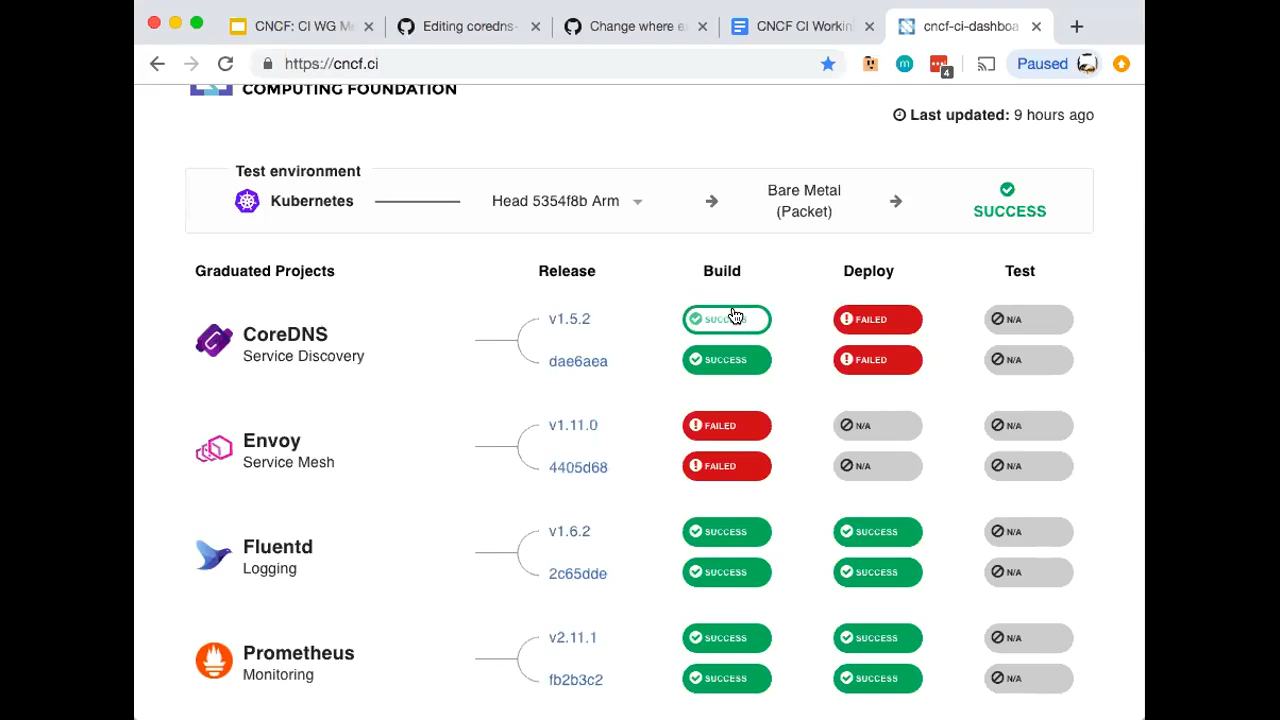 CNCF: CI WG Me
Editing coredns-
Change where e
CNCF CI Workin
cncf-ci-dashboa
https://cncf.ci
4
Paused
COMPUTING FOUNDATION
Last updated: 9 hours ago
Test environment
Kubernetes
Head 5354f8b Arm
Bare Metal
(Packet)
SUCCESS
Graduated Projects
Release
Build
Deploy
Test
CoreDNS
Service Discovery
v1.5.2
SUCC
FAILED
N/A
dae6aea
SUCCESS
FAILED
N/A
Envoy
Service Mesh
v1.11.0
FAILED
N/A
N/A
4405d68
FAILED
N/A
N/A
Fluentd
Logging
v1.6.2
SUCCESS
SUCCESS
N/A
2c65dde
SUCCESS
SUCCESS
N/A
Prometheus
Monitoring
v2.11.1
SUCCESS
SUCCESS
N/A
fb2b3c2
SUCCESS
SUCCESS
N/A